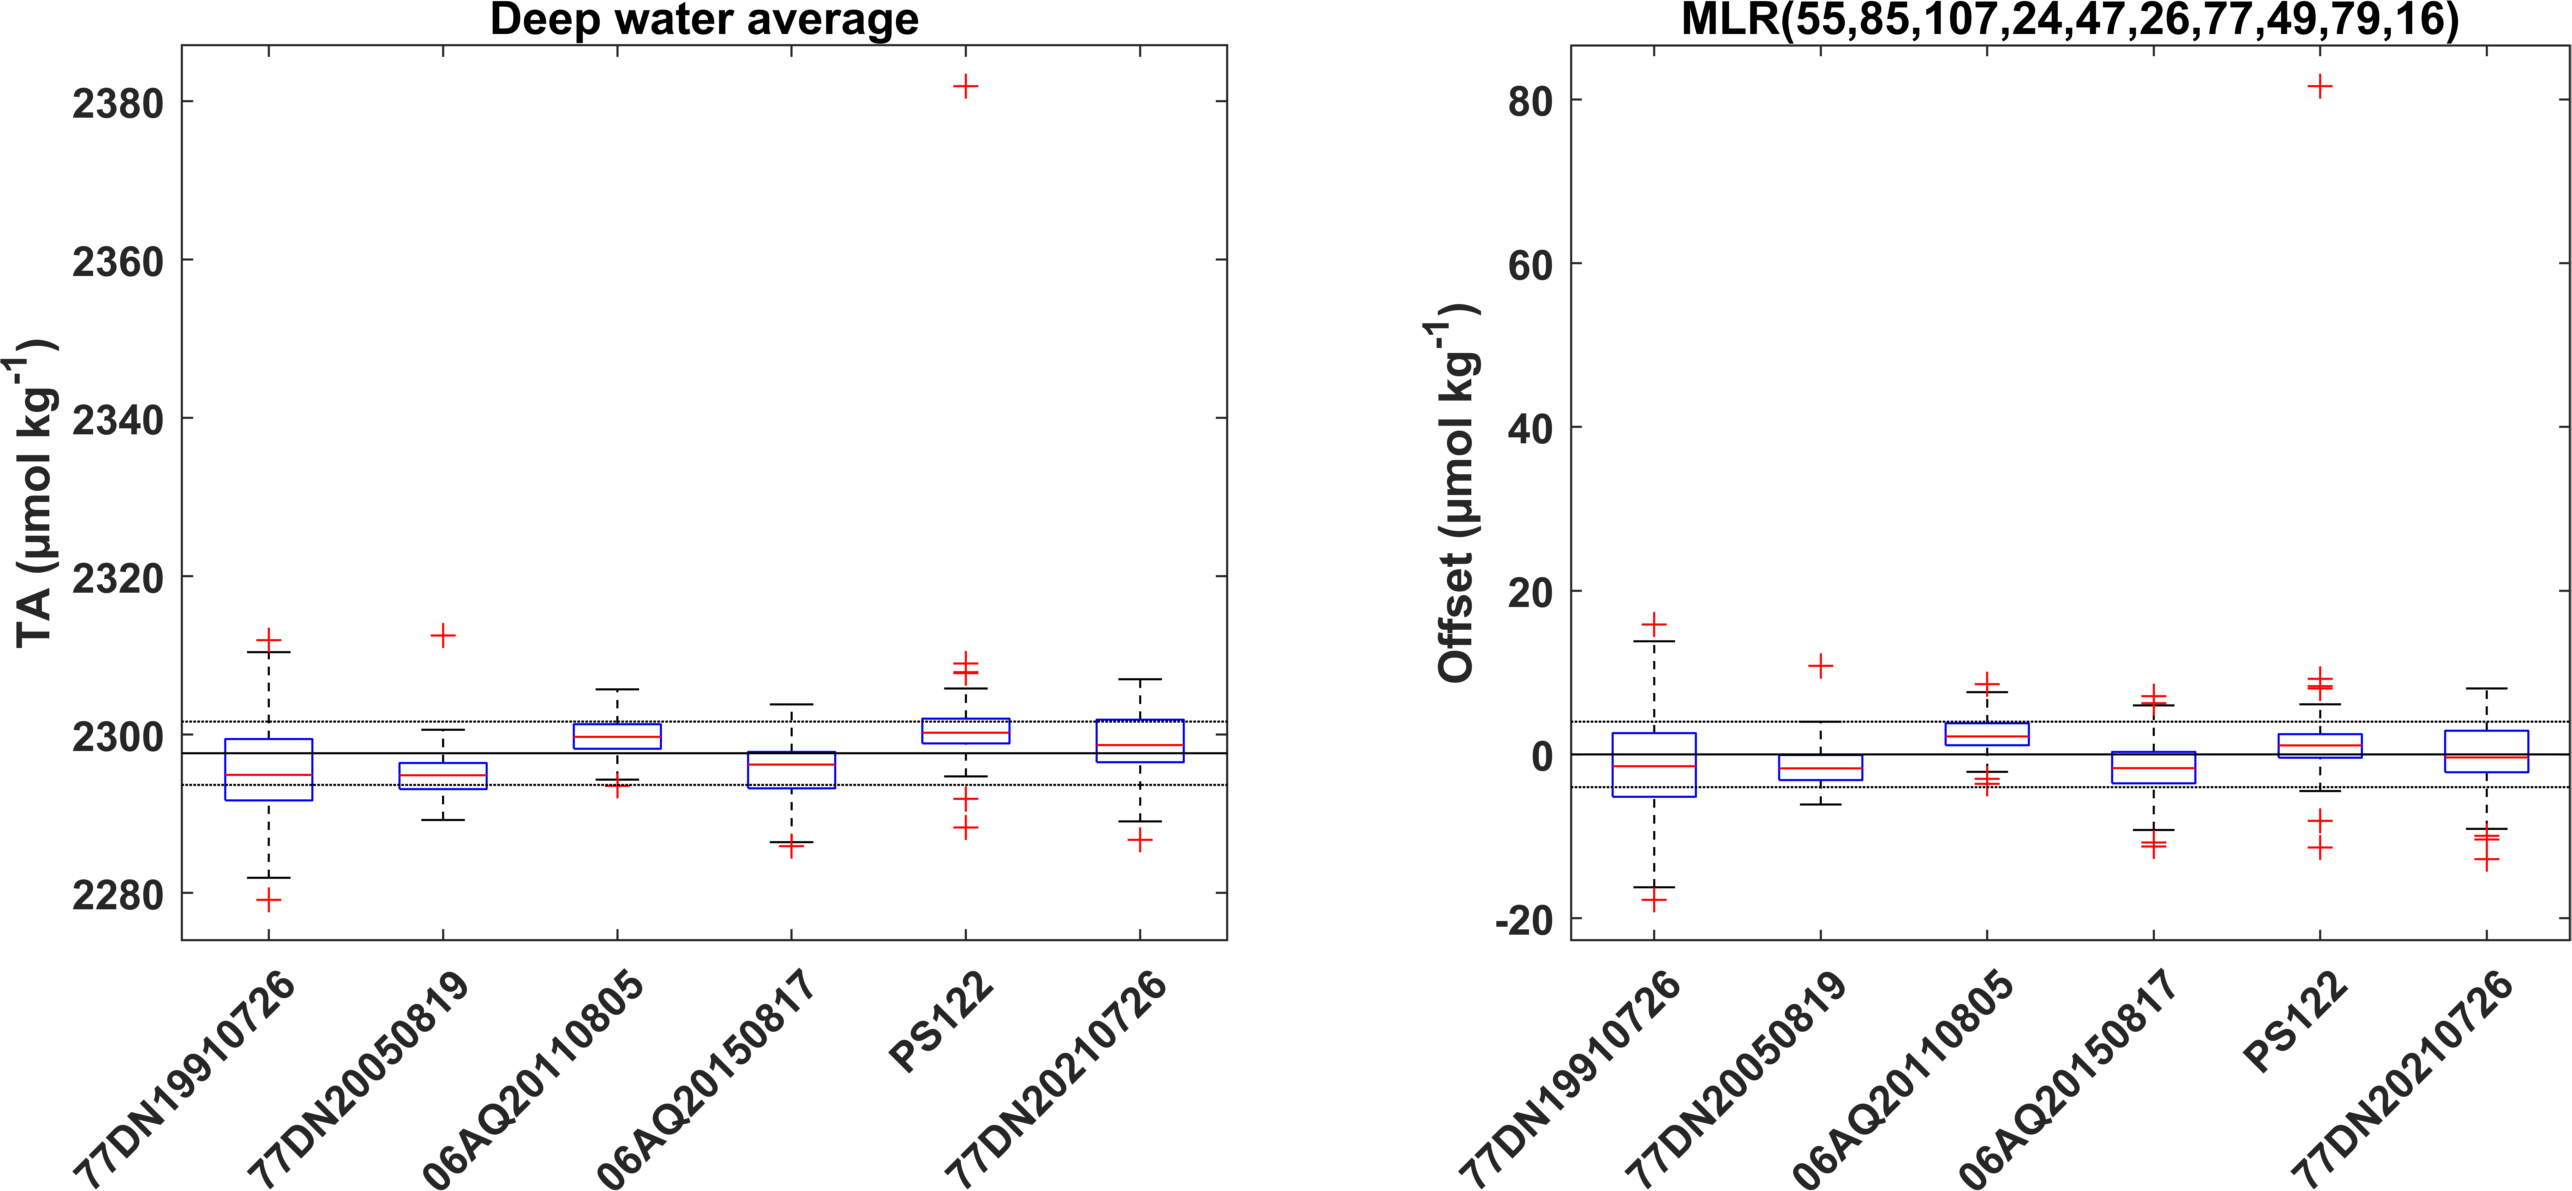 Deep water average
TA (µmol kg⁻¹)
2380
2360
2340
2320
2300
2280
77DN19910726
77DN20050819
06AQ20110805
06AQ20150817
PS122
77DN20210726
MLR(55,85,107,24,47,26,77,49,79,16)
Offset (µmol kg⁻¹)
80
60
40
20
0
-20
77DN19910726
77DN20050819
06AQ20110805
06AQ20150817
PS122
77DN20210726